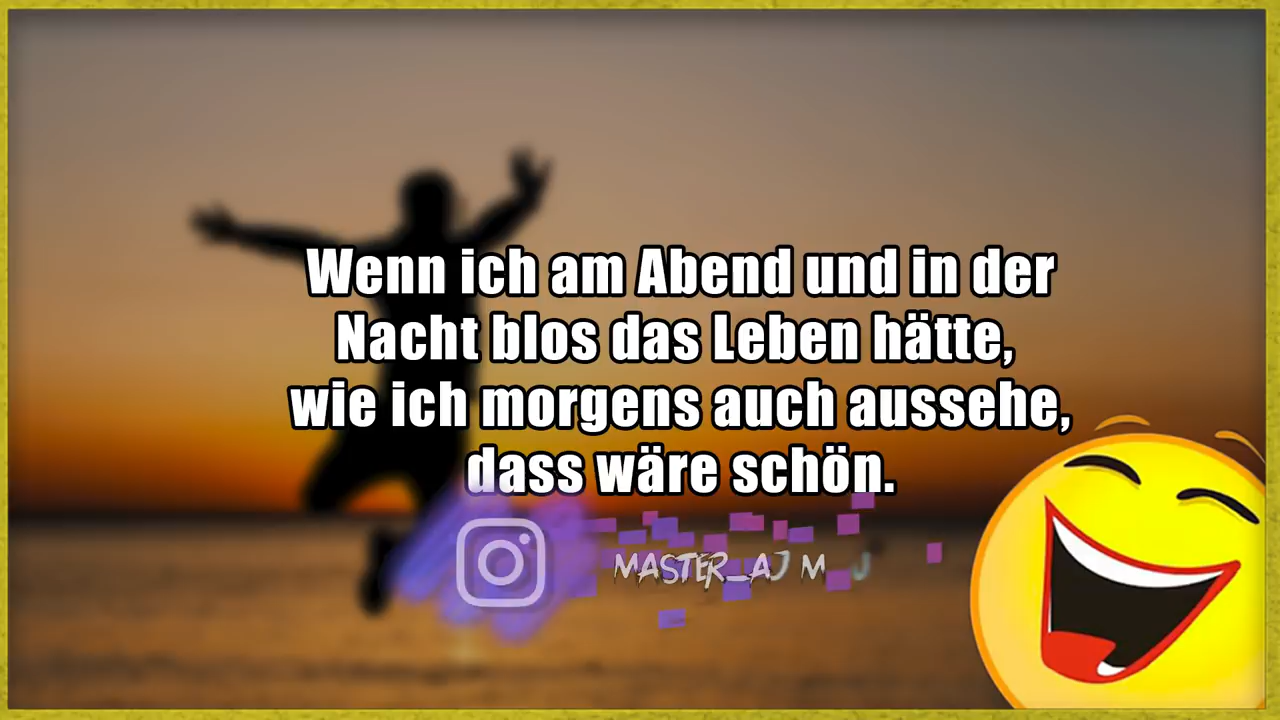 Wenn ich am Abend und in der
Nacht blos das Leben hätte,
wie ich morgens auch aussehe,
dass wäre schön.